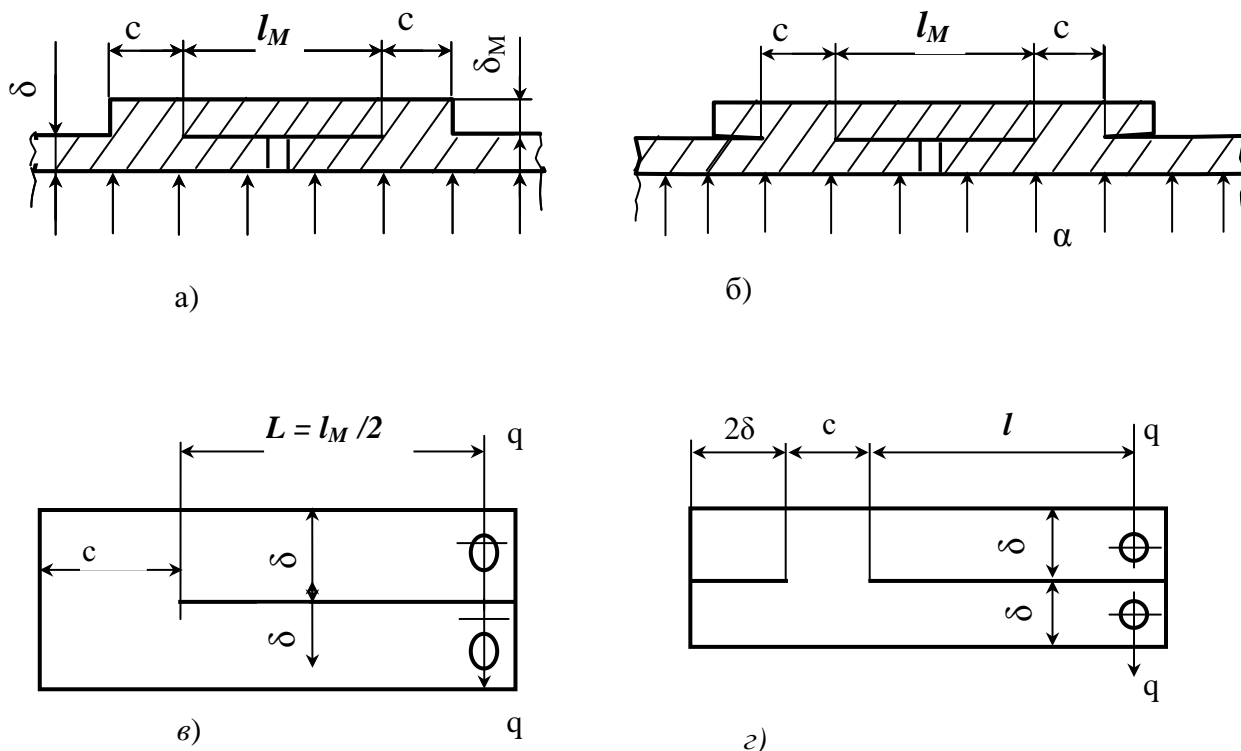 c l_M c
δ δ_M
а)
c l_M c
α
б)
L = l_M /2 q
c δ
δ
q
в)
2δ c l q
δ
δ
q
г)